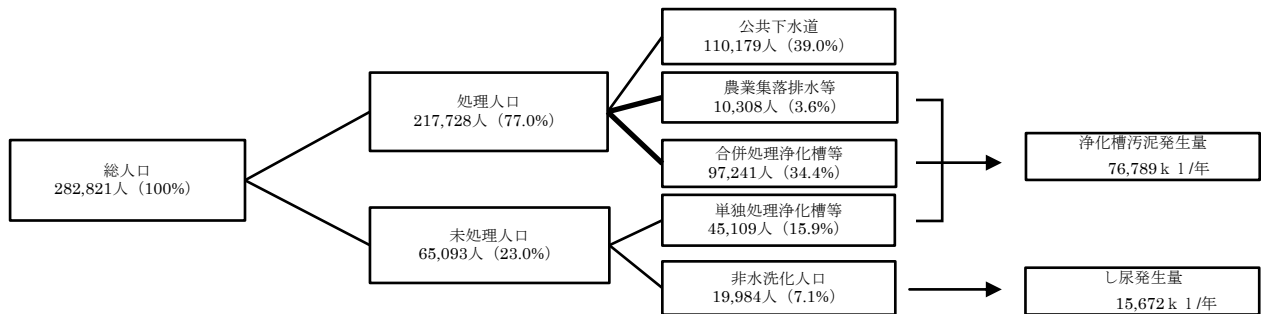 公共下水道
110,179人（39.0%）
農業集落排水等
10,308人（3.6%）
処理人口
217,728人（77.0%）
合併処理浄化槽等
97,241人（34.4%）
浄化槽汚泥発生量
76,789ｋｌ/年
総人口
282,821人（100%）
単独処理浄化槽等
45,109人（15.9%）
未処理人口
65,093人（23.0%）
非水洗化人口
19,984人（7.1%）
し尿発生量
15,672ｋｌ/年